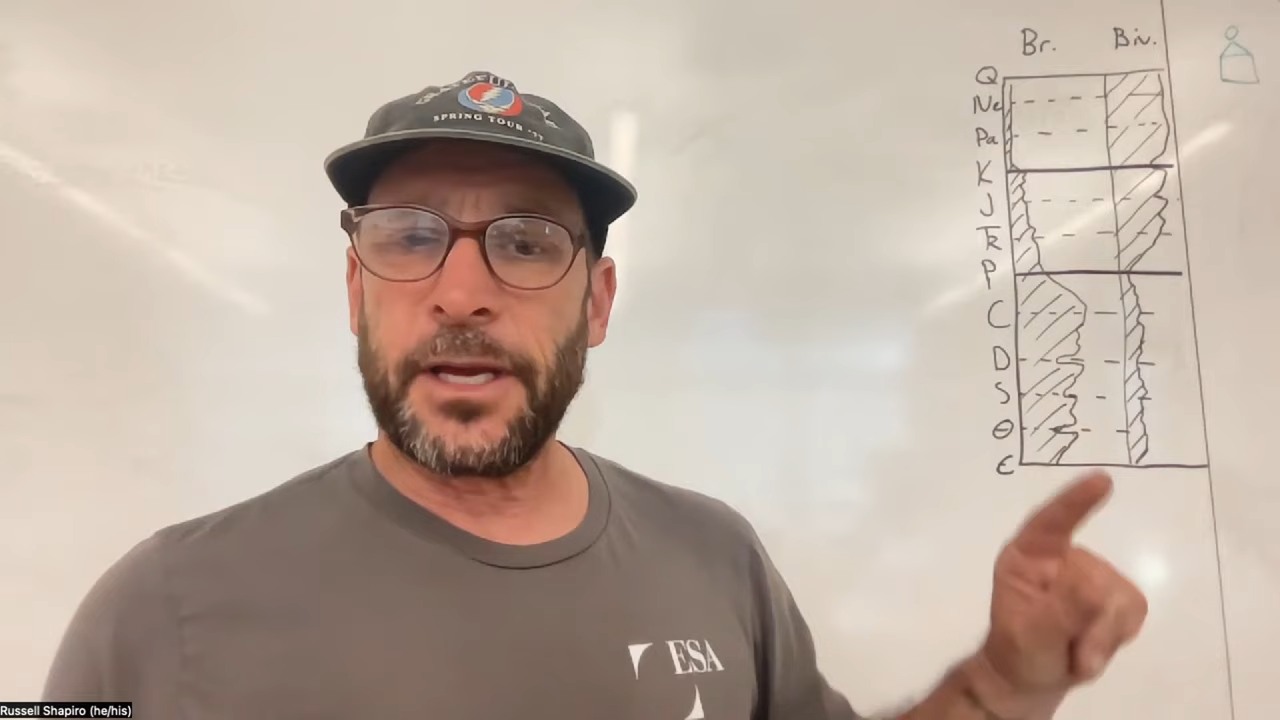 Br. Biv.
Q
Ne
Pa
K
J
TR
P
C
D
S
Ɵ
Ꞓ
SPRING TOUR '77
ESA
Russell Shapiro (he/his)